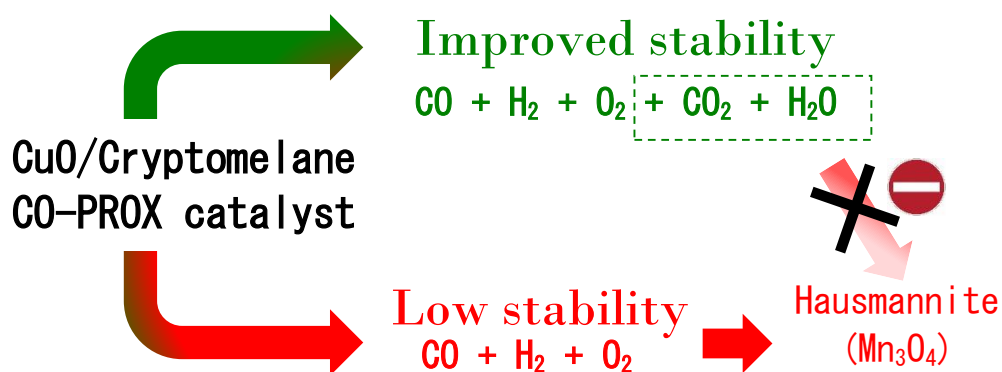 Improved stability
CO + H₂ + O₂ + CO₂ + H₂O
CuO/Cryptomelane
CO-PROX catalyst
Low stability
CO + H₂ + O₂
Hausmannite
(Mn₃O₄)